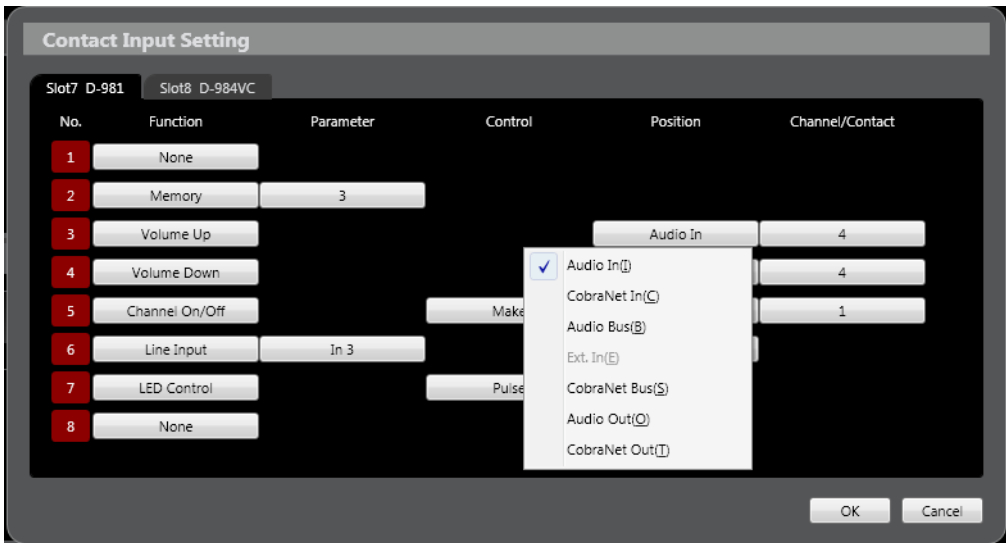 Contact Input Setting
Slot7 D-981 Slot8 D-984VC
No. Function Parameter Control Position Channel/Contact
1 None
2 Memory 3
3 Volume Up Audio In 4
4 Volume Down 4
5 Channel On/Off Make 1
6 Line Input In 3
7 LED Control Pulse
8 None
Audio In(I)
CobraNet In(C)
Audio Bus(B)
Ext. In(E)
CobraNet Bus(S)
Audio Out(O)
CobraNet Out(T)
OK Cancel